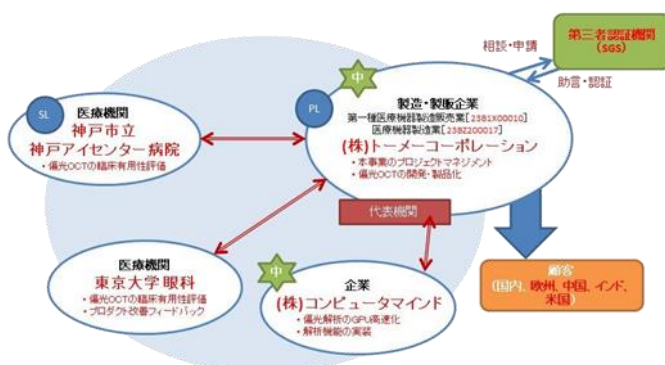 相談・申請
第三者認証機関
(SGS)
助言・認証
中
PL
製造・製販企業
第一種医療機器製造販売業[23B1X00010]
医療機器製造業[23BZ200017]
(株)トーメーコーポレーション
・本事業のプロジェクトマネジメント
・偏光OCTの開発・製品化
代表機関
SL
医療機関
神戸市立
神戸アイセンター病院
・偏光OCTの臨床有用性評価
医療機関
東京大学 眼科
・偏光OCTの臨床有用性評価
・プロダクト改善フィードバック
中
企業
(株)コンピュータマインド
・偏光解析のGPU高速化
・解析機能の実装
顧客
(国内、欧州、中国、インド、
米国)